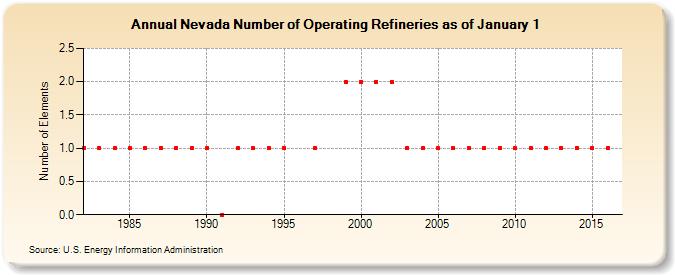 Annual Nevada Number of Operating Refineries as of January 1
Number of Elements
2.5
2.0
1.5
1.0
0.5
0.0
1985 1990 1995 2000 2005 2010 2015
Source: U.S. Energy Information Administration